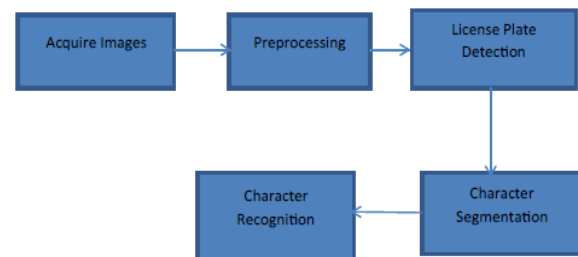 Acquire Images
Preprocessing
License Plate
Detection
Character
Segmentation
Character
Recognition